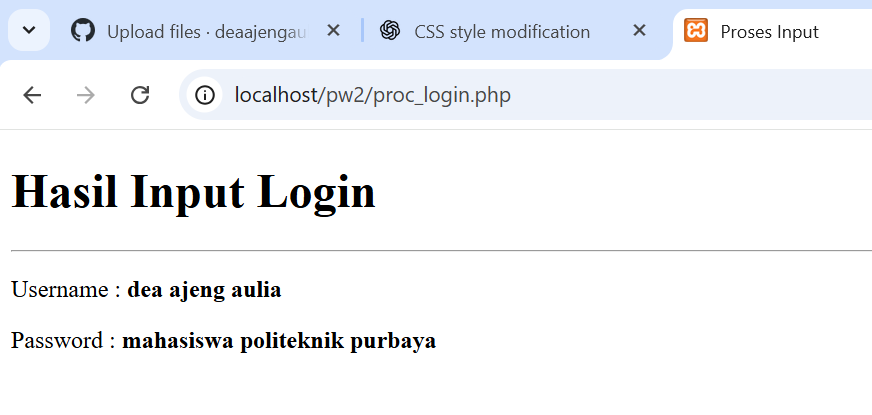 Upload files · deaajengau
CSS style modification
Proses Input
localhost/pw2/proc_login.php
Hasil Input Login
Username : dea ajeng aulia
Password : mahasiswa politeknik purbaya